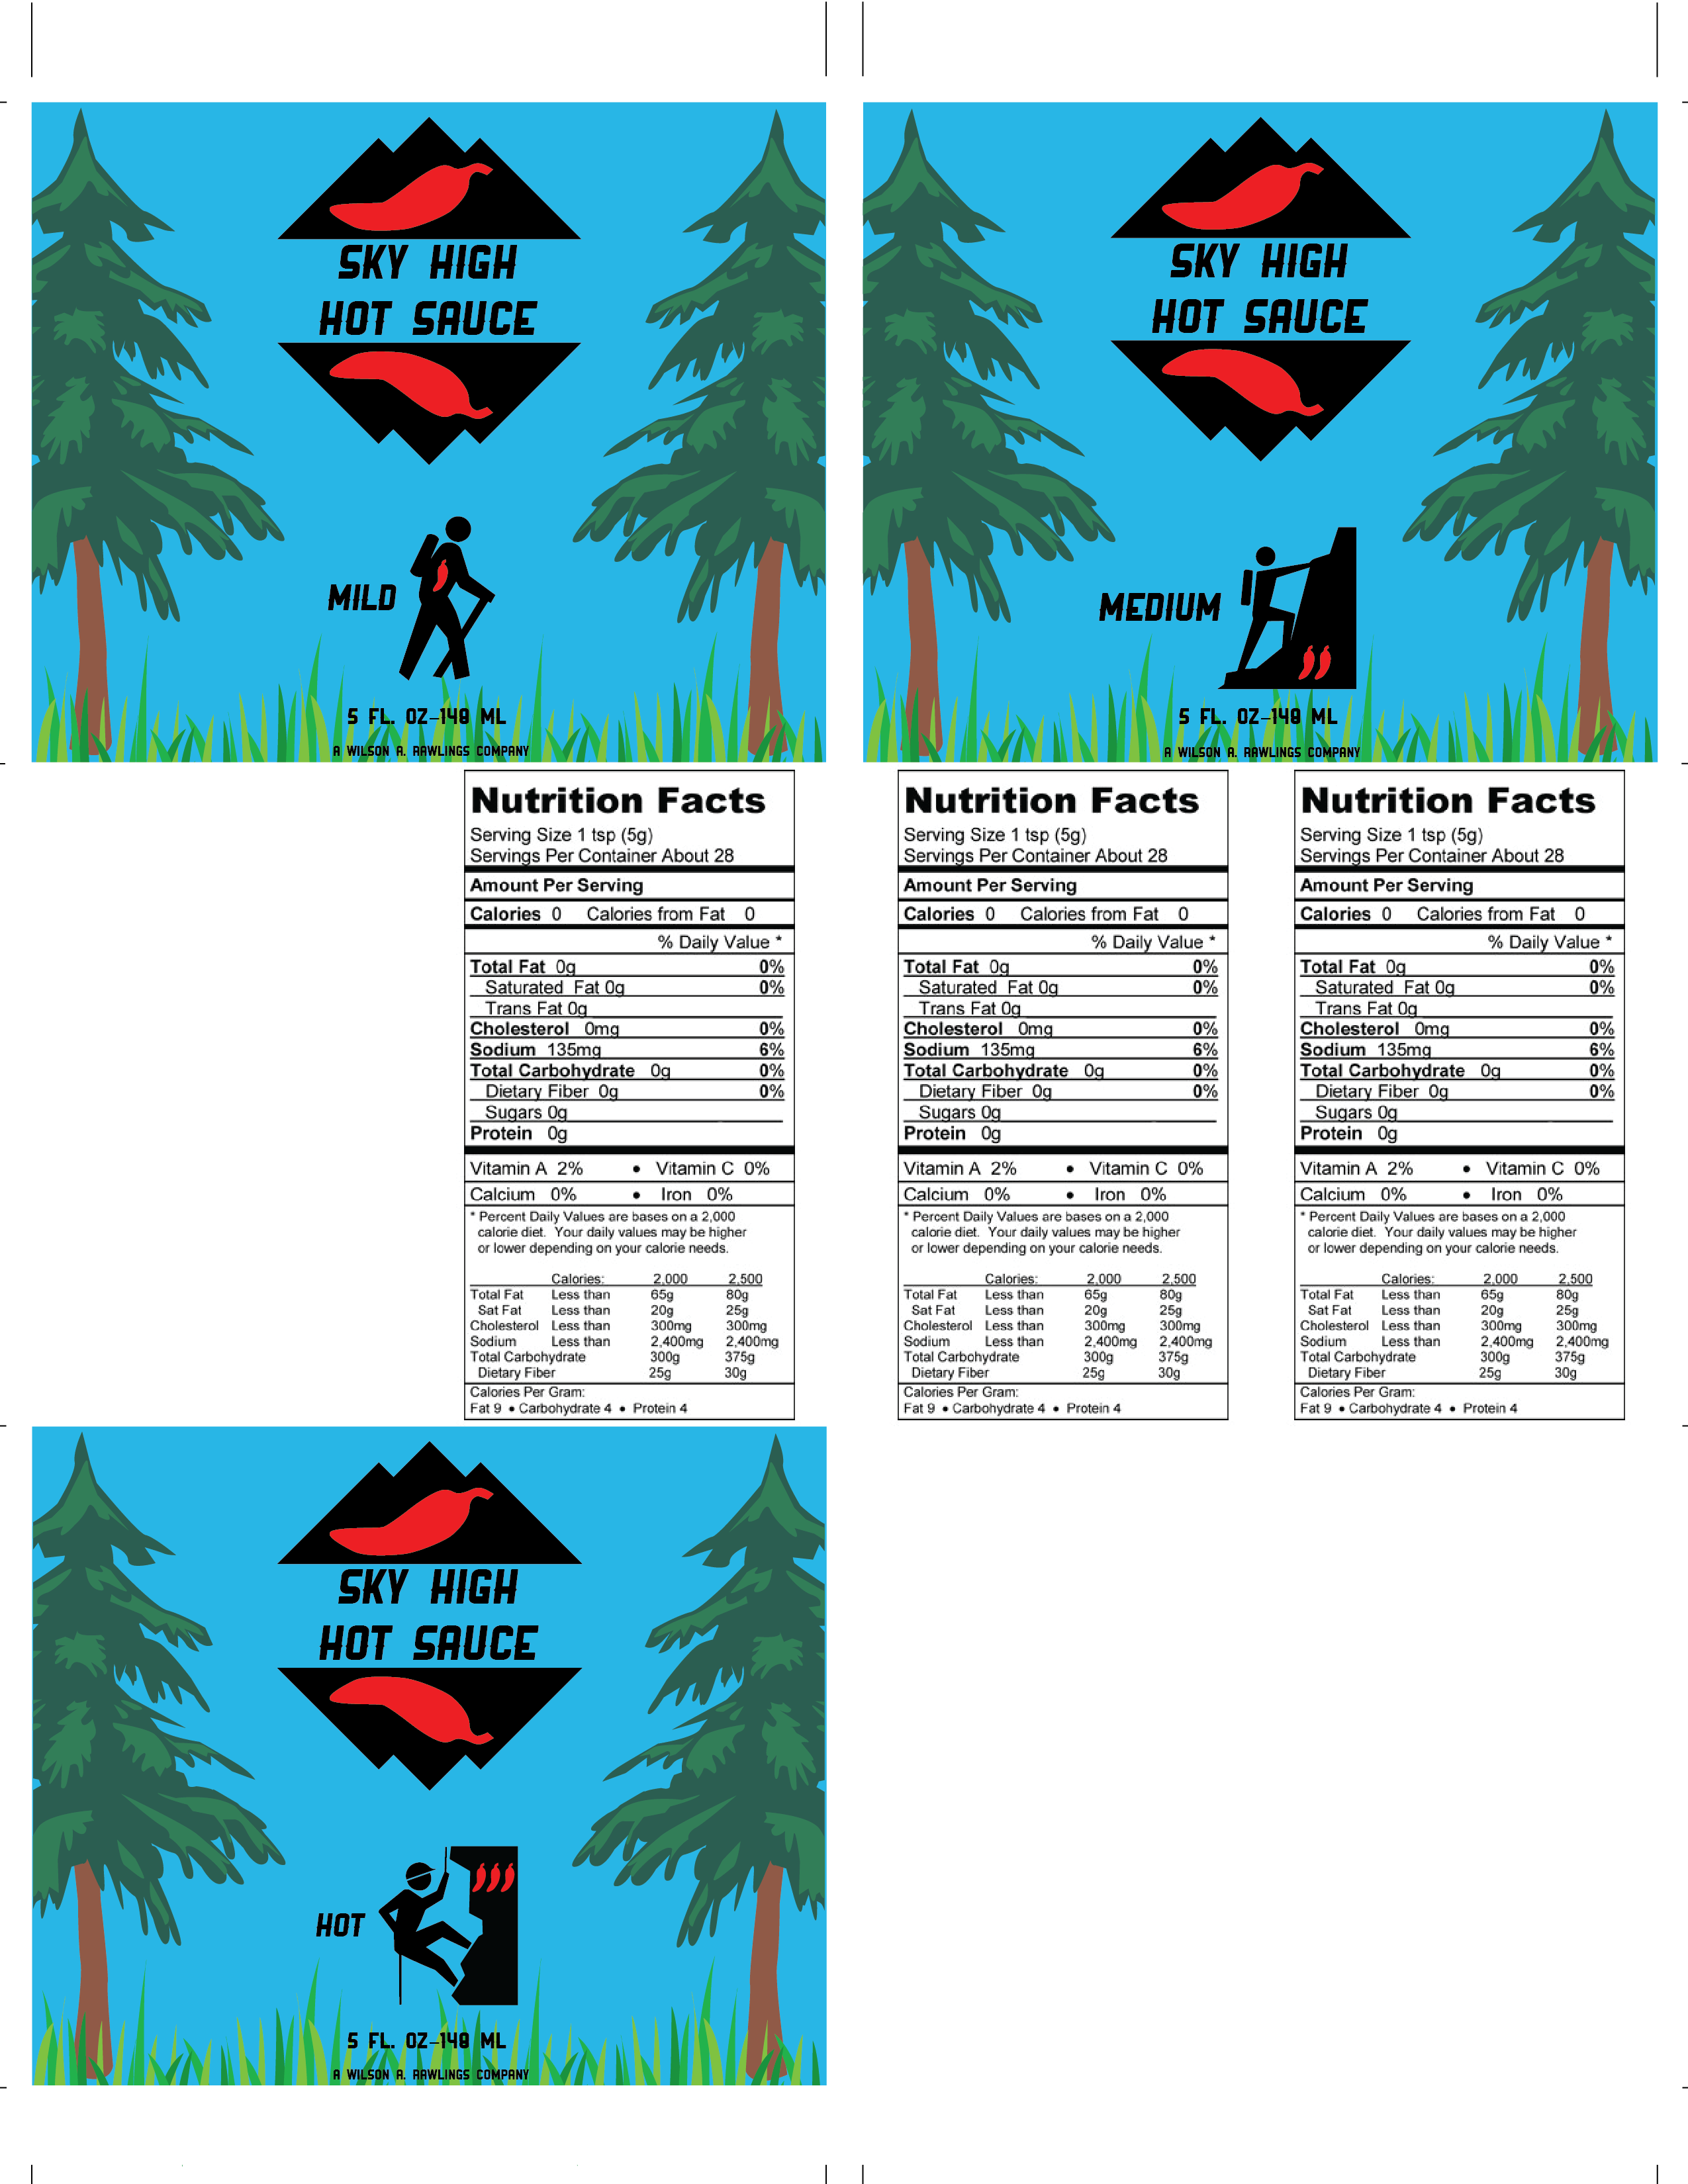 SKY HIGH
HOT SAUCE
MILD
5 FL. OZ-148 ML
A WILSON A. RAWLINGS COMPANY
SKY HIGH
HOT SAUCE
MEDIUM
5 FL. OZ-148 ML
A WILSON A. RAWLINGS COMPANY
Nutrition Facts
Serving Size 1 tsp (5g)
Servings Per Container About 28
Amount Per Serving
Calories 0 Calories from Fat 0
% Daily Value *
Total Fat 0g 0%
Saturated Fat 0g 0%
Trans Fat 0g
Cholesterol 0mg 0%
Sodium 135mg 6%
Total Carbohydrate 0g 0%
Dietary Fiber 0g 0%
Sugars 0g
Protein 0g
Vitamin A 2% • Vitamin C 0%
Calcium 0% • Iron 0%
* Percent Daily Values are bases on a 2,000
calorie diet. Your daily values may be higher
or lower depending on your calorie needs.
Calories: 2,000 2,500
Total Fat Less than 65g 80g
Sat Fat Less than 20g 25g
Cholesterol Less than 300mg 300mg
Sodium Less than 2,400mg 2,400mg
Total Carbohydrate 300g 375g
Dietary Fiber 25g 30g
Calories Per Gram:
Fat 9 • Carbohydrate 4 • Protein 4
Nutrition Facts
Serving Size 1 tsp (5g)
Servings Per Container About 28
Amount Per Serving
Calories 0 Calories from Fat 0
% Daily Value *
Total Fat 0g 0%
Saturated Fat 0g 0%
Trans Fat 0g
Cholesterol 0mg 0%
Sodium 135mg 6%
Total Carbohydrate 0g 0%
Dietary Fiber 0g 0%
Sugars 0g
Protein 0g
Vitamin A 2% • Vitamin C 0%
Calcium 0% • Iron 0%
* Percent Daily Values are bases on a 2,000
calorie diet. Your daily values may be higher
or lower depending on your calorie needs.
Calories: 2,000 2,500
Total Fat Less than 65g 80g
Sat Fat Less than 20g 25g
Cholesterol Less than 300mg 300mg
Sodium Less than 2,400mg 2,400mg
Total Carbohydrate 300g 375g
Dietary Fiber 25g 30g
Calories Per Gram:
Fat 9 • Carbohydrate 4 • Protein 4
Nutrition Facts
Serving Size 1 tsp (5g)
Servings Per Container About 28
Amount Per Serving
Calories 0 Calories from Fat 0
% Daily Value *
Total Fat 0g 0%
Saturated Fat 0g 0%
Trans Fat 0g
Cholesterol 0mg 0%
Sodium 135mg 6%
Total Carbohydrate 0g 0%
Dietary Fiber 0g 0%
Sugars 0g
Protein 0g
Vitamin A 2% • Vitamin C 0%
Calcium 0% • Iron 0%
* Percent Daily Values are bases on a 2,000
calorie diet. Your daily values may be higher
or lower depending on your calorie needs.
Calories: 2,000 2,500
Total Fat Less than 65g 80g
Sat Fat Less than 20g 25g
Cholesterol Less than 300mg 300mg
Sodium Less than 2,400mg 2,400mg
Total Carbohydrate 300g 375g
Dietary Fiber 25g 30g
Calories Per Gram:
Fat 9 • Carbohydrate 4 • Protein 4
SKY HIGH
HOT SAUCE
HOT
5 FL. OZ-148 ML
A WILSON A. RAWLINGS COMPANY